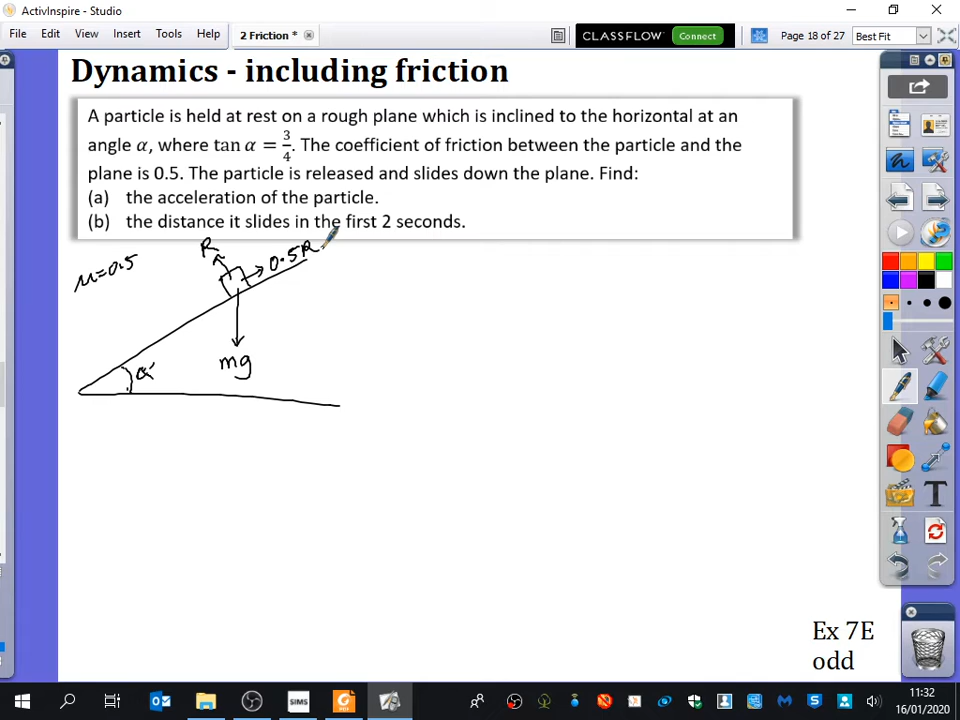 ActivInspire - Studio
File Edit View Insert Tools Help
2 Friction *
CLASSFLOW Connect
Page 18 of 27
Best Fit
Dynamics - including friction
A particle is held at rest on a rough plane which is inclined to the horizontal at an
angle α, where tan α = 3/4. The coefficient of friction between the particle and the
plane is 0.5. The particle is released and slides down the plane. Find:
(a) the acceleration of the particle.
(b) the distance it slides in the first 2 seconds.
μ=0.5
R
0.5R
mg
α
Ex 7E
odd
SIMS
11:32
16/01/2020